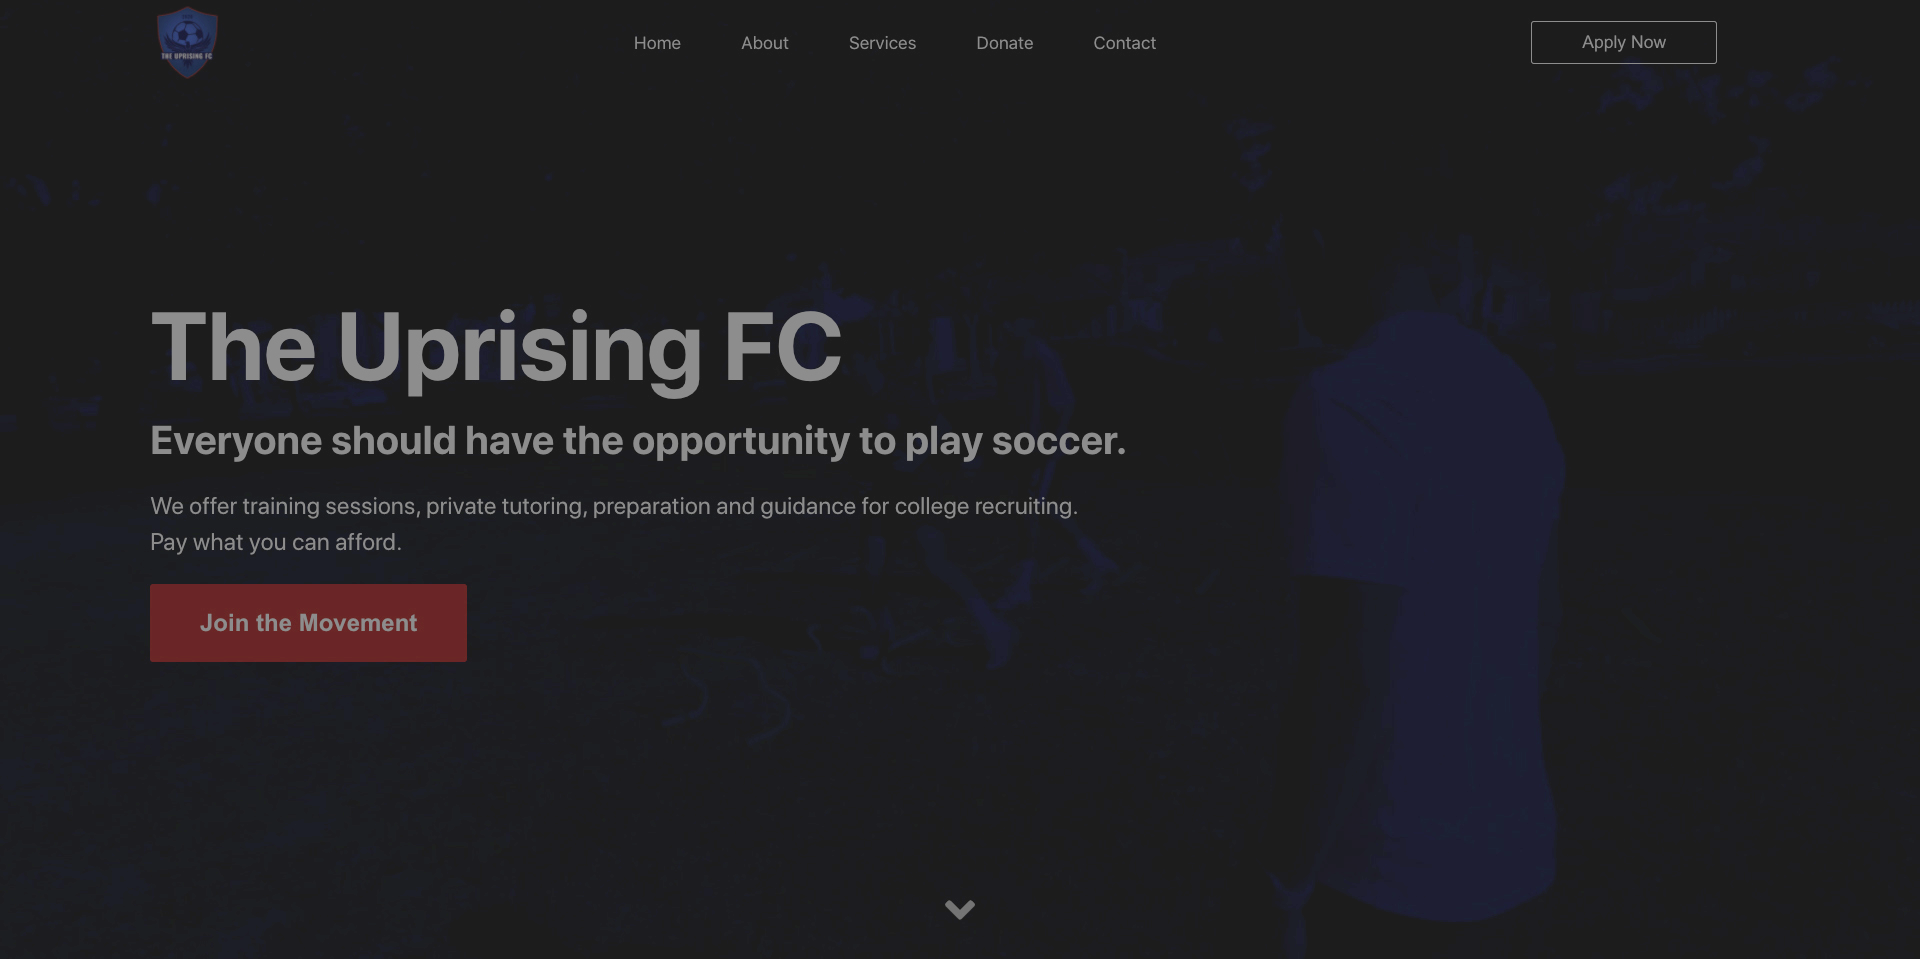 THE UPRISING FC
Home
About
Services
Donate
Contact
Apply Now
The Uprising FC
Everyone should have the opportunity to play soccer.
We offer training sessions, private tutoring, preparation and guidance for college recruiting.
Pay what you can afford.
Join the Movement